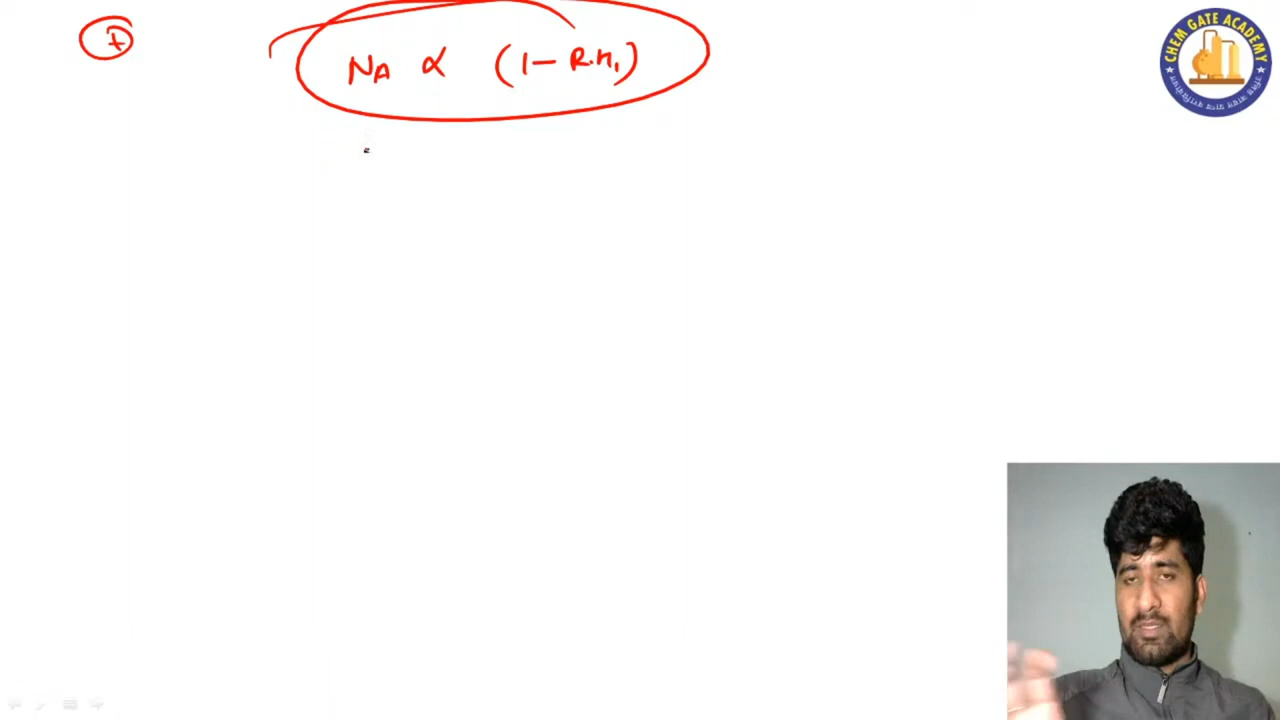 7
NA ∝ (1 - R.H.)
CHEM GATE ACADEMY